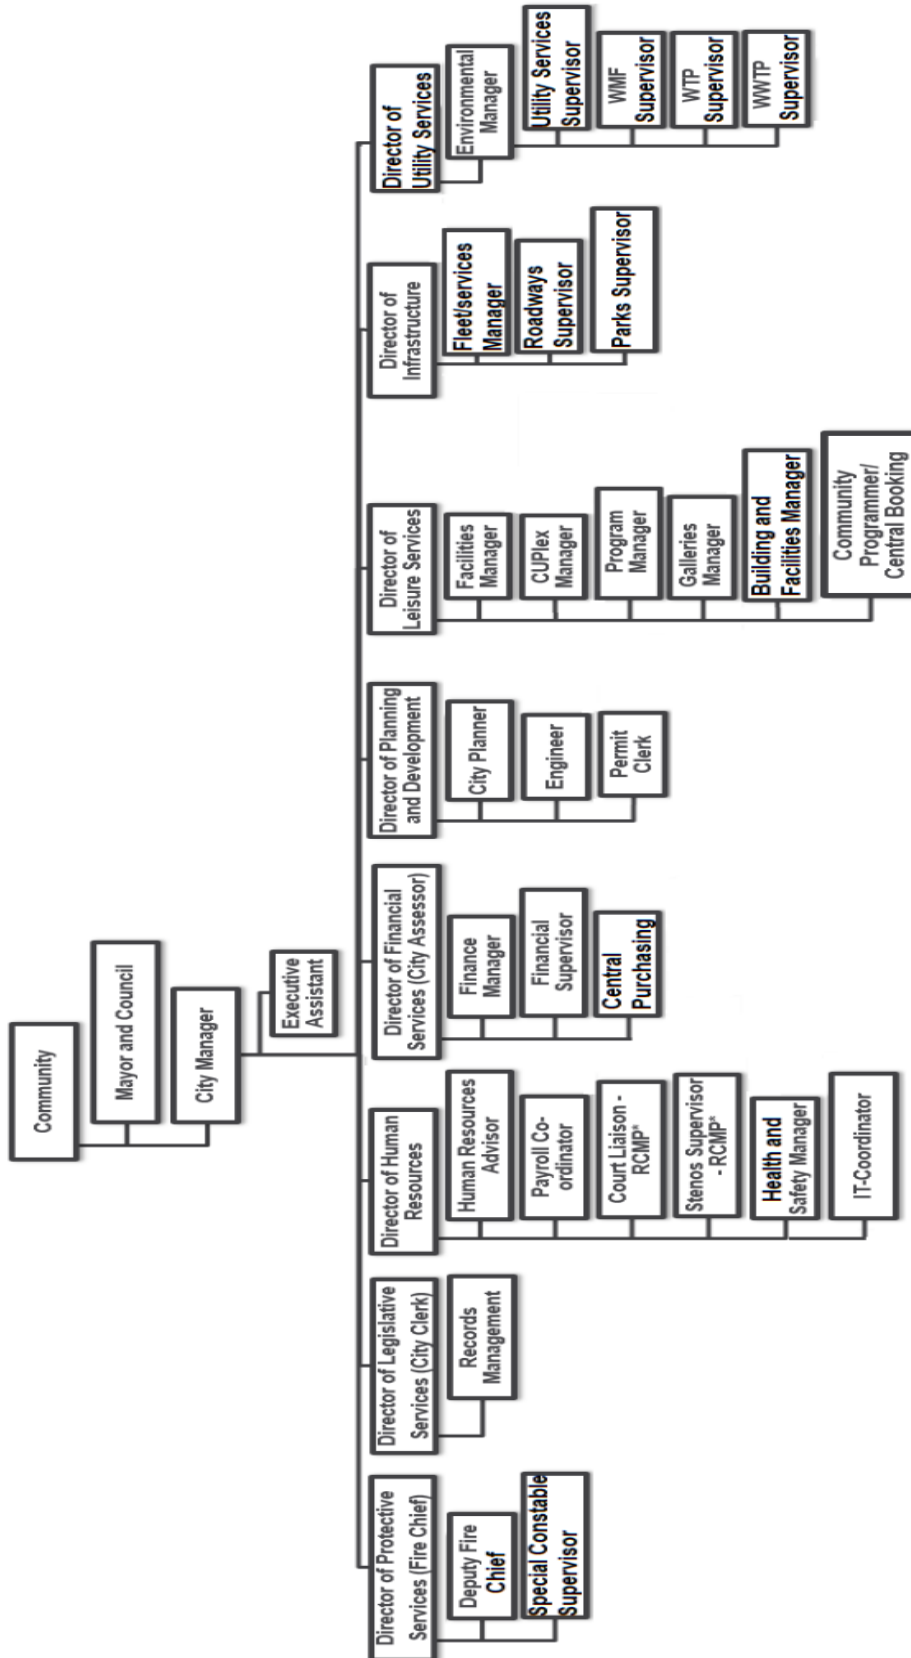 Community
Mayor and Council
City Manager
Executive
Assistant
Director of Protective
Services (Fire Chief)
Deputy Fire
Chief
Special Constable
Supervisor
Director of Legislative
Services (City Clerk)
Records
Management
Director of Human
Resources
Human Resources
Advisor
Payroll Co-
ordinator
Court Liaison -
RCMP*
Stenos Supervisor
- RCMP*
Health and
Safety Manager
IT-Coordinator
Director of Financial
Services (City Assessor)
Finance
Manager
Financial
Supervisor
Central
Purchasing
Director of Planning
and Development
City Planner
Engineer
Permit
Clerk
Director of
Leisure Services
Facilities
Manager
CUPlex
Manager
Program
Manager
Galleries
Manager
Building and
Facilities Manager
Community
Programmer/
Central Booking
Director of
Infrastructure
Fleet/services
Manager
Roadways
Supervisor
Parks Supervisor
Director of
Utility Services
Environmental
Manager
Utility Services
Supervisor
WMF
Supervisor
WTP
Supervisor
WWTP
Supervisor